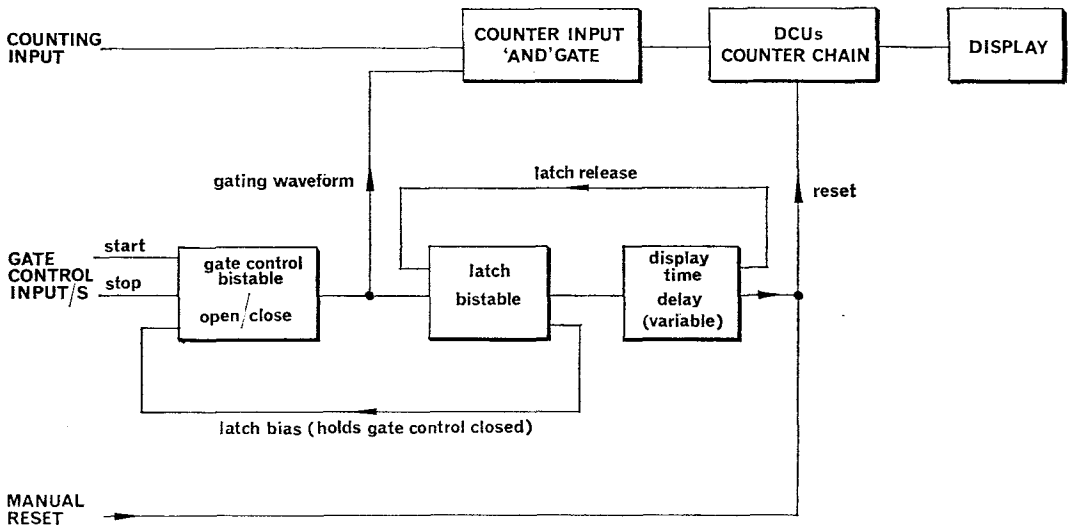 COUNTING
INPUT
COUNTER INPUT
‘AND’ GATE
DCUs
COUNTER CHAIN
DISPLAY
gating waveform
latch release
reset
GATE
CONTROL
INPUT/S
start
stop
gate control
bistable
open/close
latch
bistable
display
time
delay
(variable)
latch bias (holds gate control closed)
MANUAL
RESET